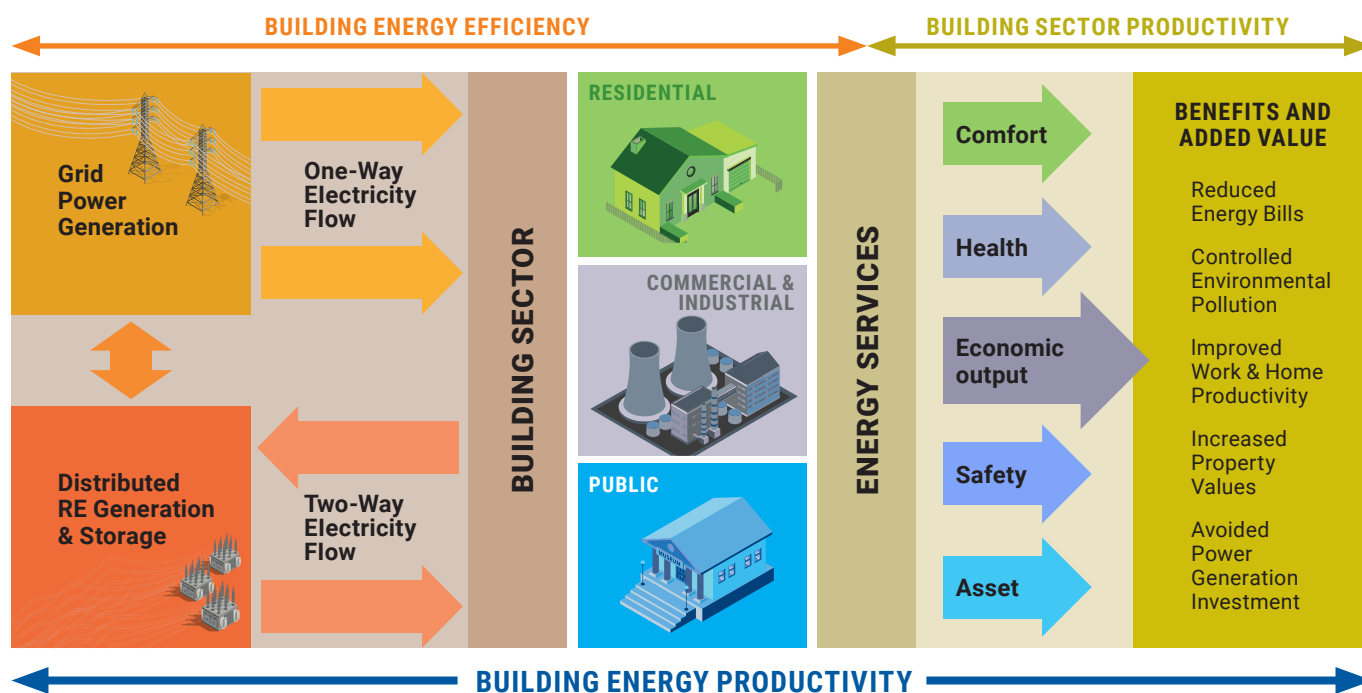 BUILDING ENERGY EFFICIENCY
BUILDING SECTOR PRODUCTIVITY
Grid
Power
Generation
One-Way
Electricity
Flow
Distributed
RE Generation
& Storage
Two-Way
Electricity
Flow
BUILDING SECTOR
RESIDENTIAL
COMMERCIAL &
INDUSTRIAL
PUBLIC
MUSEUM
ENERGY SERVICES
Comfort
Health
Economic
output
Safety
Asset
BENEFITS AND
ADDED VALUE
Reduced
Energy Bills
Controlled
Environmental
Pollution
Improved
Work & Home
Productivity
Increased
Property
Values
Avoided
Power
Generation
Investment
BUILDING ENERGY PRODUCTIVITY